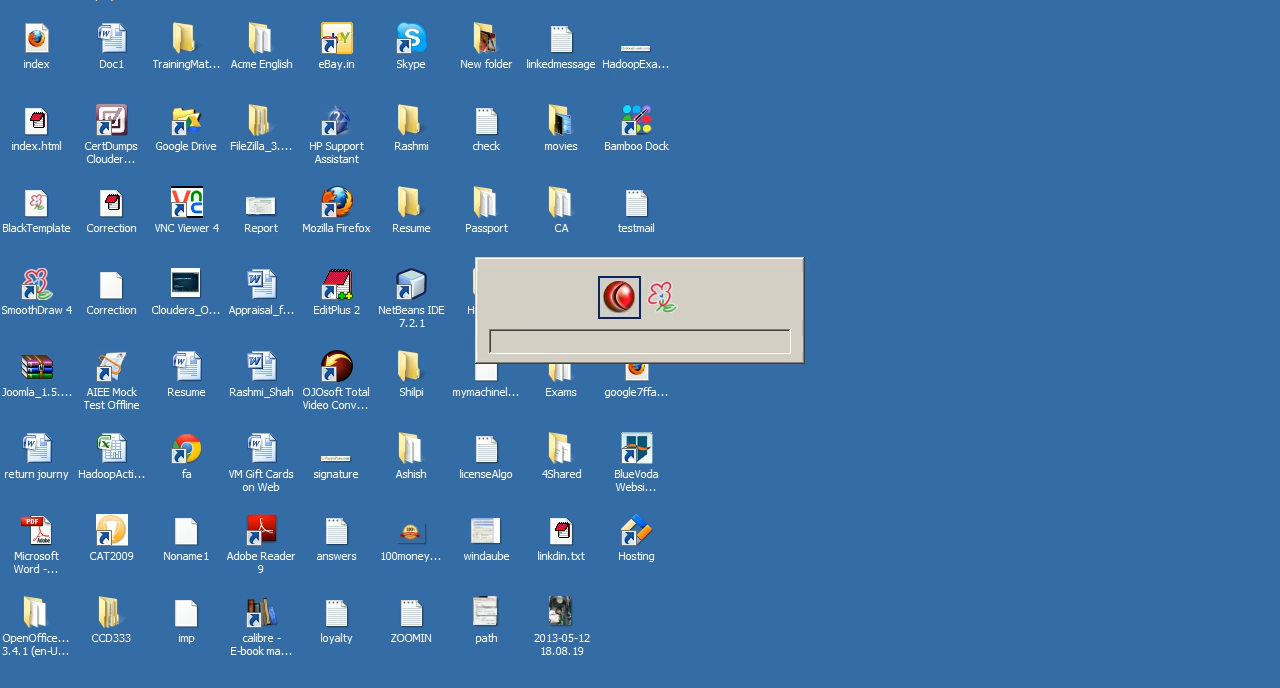 index
Doc1
TrainingMat...
Acme English
eBay.in
Skype
New folder
linkedmessage
HadoopExa...
index.html
CertDumps
Clouder...
Google Drive
FileZilla_3....
HP Support
Assistant
Rashmi
check
movies
Bamboo Dock
BlackTemplate
Correction
VNC Viewer 4
Report
Mozilla Firefox
Resume
Passport
CA
testmail
SmoothDraw 4
Correction
Cloudera_O...
Appraisal_f...
EditPlus 2
NetBeans IDE
7.2.1
H
Joomla_1.5....
AIEE Mock
Test Offline
Resume
Rashmi_Shah
OJOsoft Total
Video Conv...
Shilpi
mymachinel...
Exams
google7ffa...
return journy
HadoopActi...
fa
VM Gift Cards
on Web
signature
Ashish
licenseAlgo
4Shared
BlueVoda
Websi...
Microsoft
Word -...
CAT2009
Noname1
Adobe Reader
9
answers
100money...
windaube
linkdin.txt
Hosting
OpenOffice...
3.4.1 (en-U...
CCD333
imp
calibre -
E-book ma...
loyalty
ZOOMIN
path
2013-05-12
18.08.19